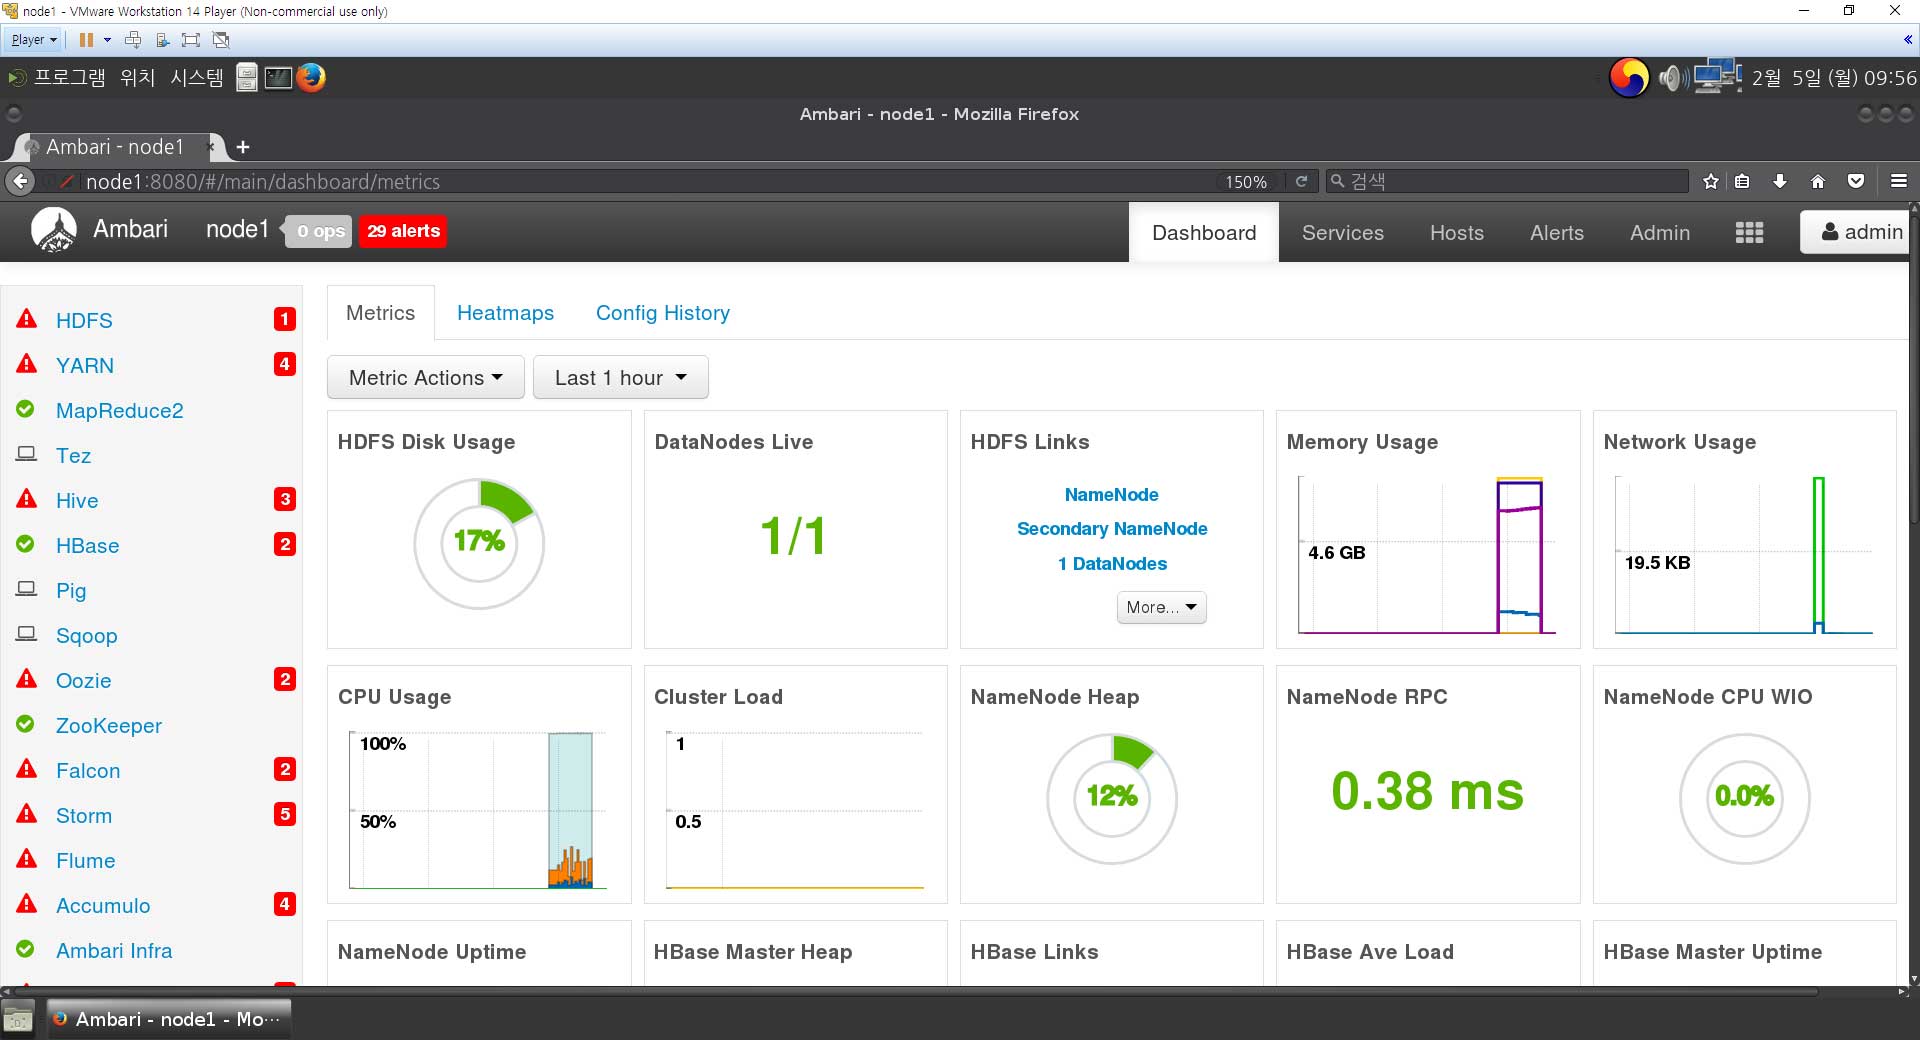 node1 - VMware Workstation 14 Player (Non-commercial use only)
Player
프로그램 위치 시스템
2월 5일 (월) 09:56
Ambari - node1 - Mozilla Firefox
Ambari - node1
node1:8080/#/main/dashboard/metrics
150%
검색
Ambari node1 0 ops 29 alerts
Dashboard Services Hosts Alerts Admin admin
HDFS 1
YARN 4
MapReduce2
Tez
Hive 3
HBase 2
Pig
Sqoop
Oozie 2
ZooKeeper
Falcon 2
Storm 5
Flume
Accumulo 4
Ambari Infra
Metrics Heatmaps Config History
Metric Actions Last 1 hour
HDFS Disk Usage
17%
DataNodes Live
1/1
HDFS Links
NameNode
Secondary NameNode
1 DataNodes
More...
Memory Usage
4.6 GB
Network Usage
19.5 KB
CPU Usage
100%
50%
Cluster Load
1
0.5
NameNode Heap
12%
NameNode RPC
0.38 ms
NameNode CPU WIO
0.0%
NameNode Uptime
HBase Master Heap
HBase Links
HBase Ave Load
HBase Master Uptime
Ambari - node1 - Mo...